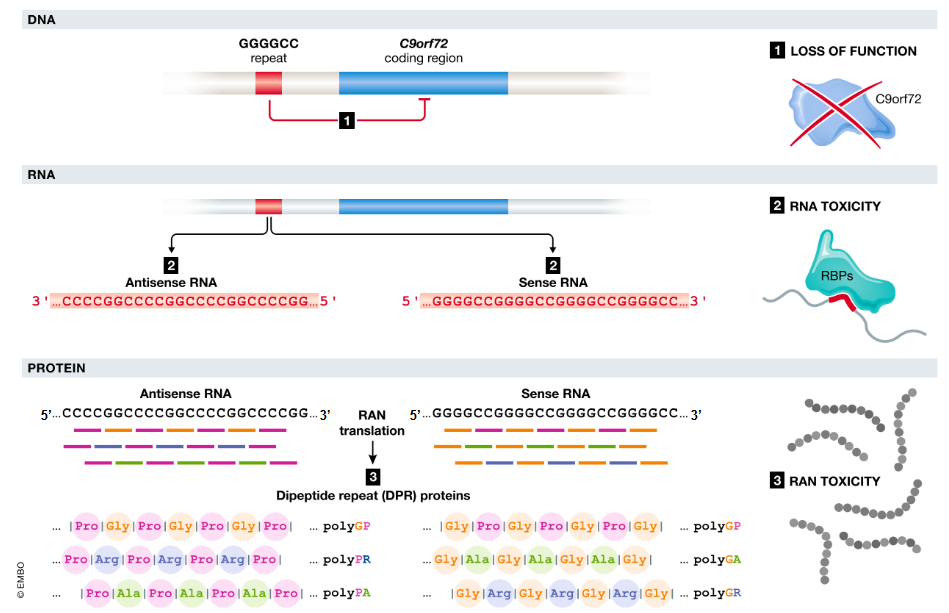 DNA
GGGGCC
repeat
C9orf72
coding region
1
1 LOSS OF FUNCTION
C9orf72
RNA
2
Antisense RNA
3 '…CCCCGGCCCCGGCCCCGGCCCCGG…5 '
2
Sense RNA
5 '…GGGGCCGGGGCCGGGGCCGGGGCC…3 '
2 RNA TOXICITY
RBPs
PROTEIN
Antisense RNA
5'…CCCCGGCCCCGGCCCCGGCCCCGG…3'
RAN
translation
3
Sense RNA
5'…GGGGCCGGGGCCGGGGCCGGGGCC…3'
Dipeptide repeat (DPR) proteins
… |Pro|Gly|Pro|Gly|Pro|Gly|Pro| … polyGP
… Pro|Arg|Pro|Arg|Pro|Arg|Pro| … polyPR
… |Pro|Ala|Pro|Ala|Pro|Ala|Pro| … polyPA
… |Gly|Pro|Gly|Pro|Gly|Pro|Gly| … polyGP
… Gly|Ala|Gly|Ala|Gly|Ala|Gly| … polyGA
… |Gly|Arg|Gly|Arg|Gly|Arg|Gly| … polyGR
3 RAN TOXICITY
© EMBO